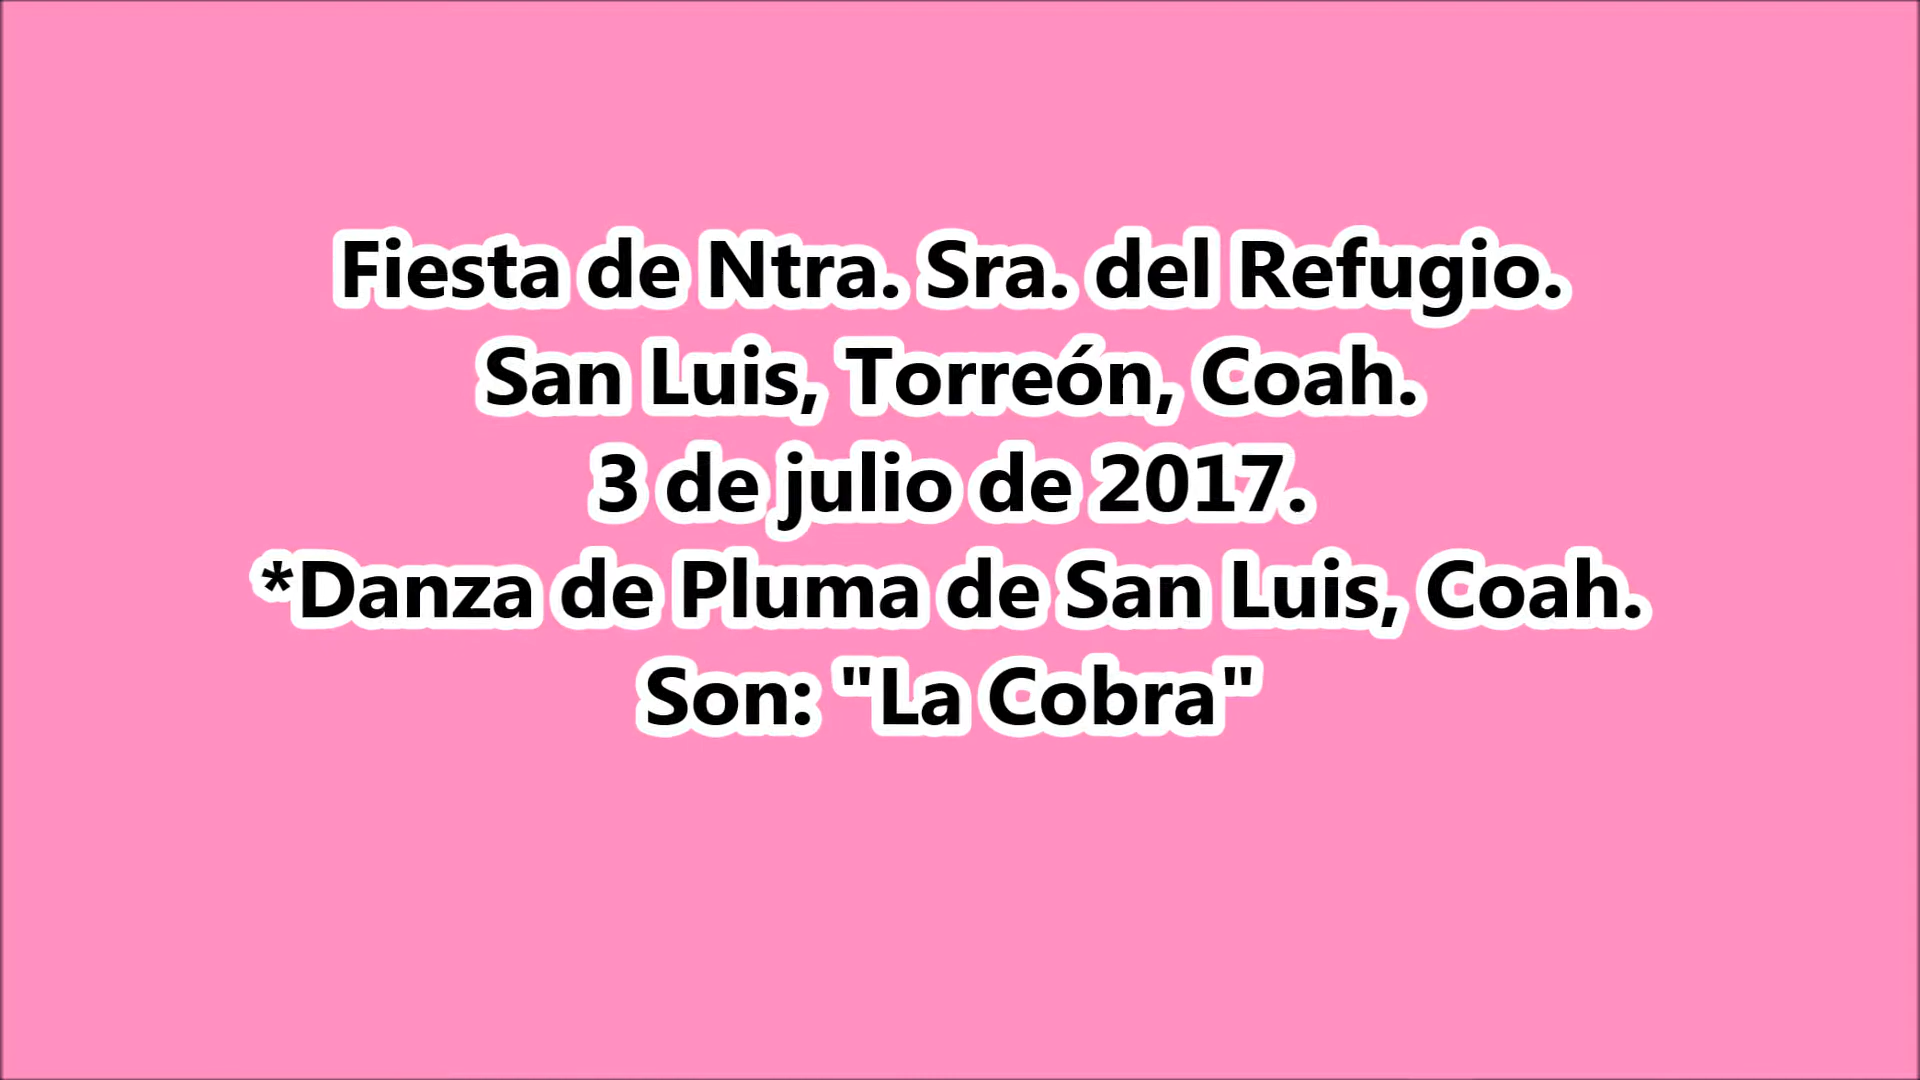 Fiesta de Ntra. Sra. del Refugio.
San Luis, Torreón, Coah.
3 de julio de 2017.
*Danza de Pluma de San Luis, Coah.
Son: "La Cobra"